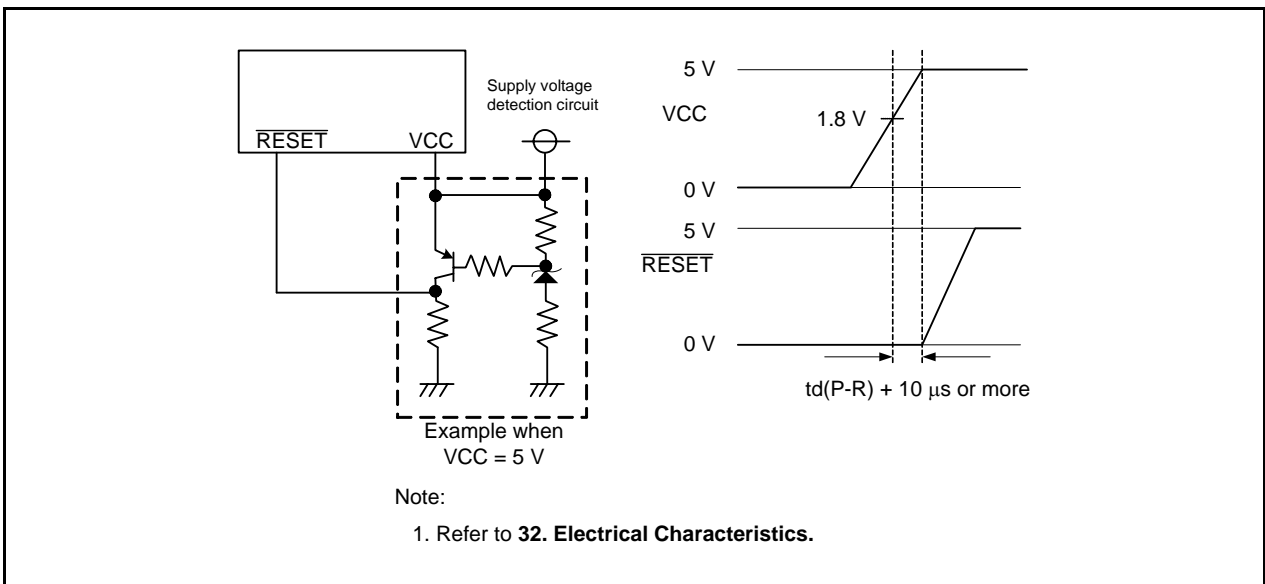 Supply voltage
detection circuit
RESET VCC
Example when
VCC = 5 V
5 V
VCC
1.8 V
0 V
5 V
RESET
0 V
td(P-R) + 10 μs or more
Note:
1. Refer to 32. Electrical Characteristics.